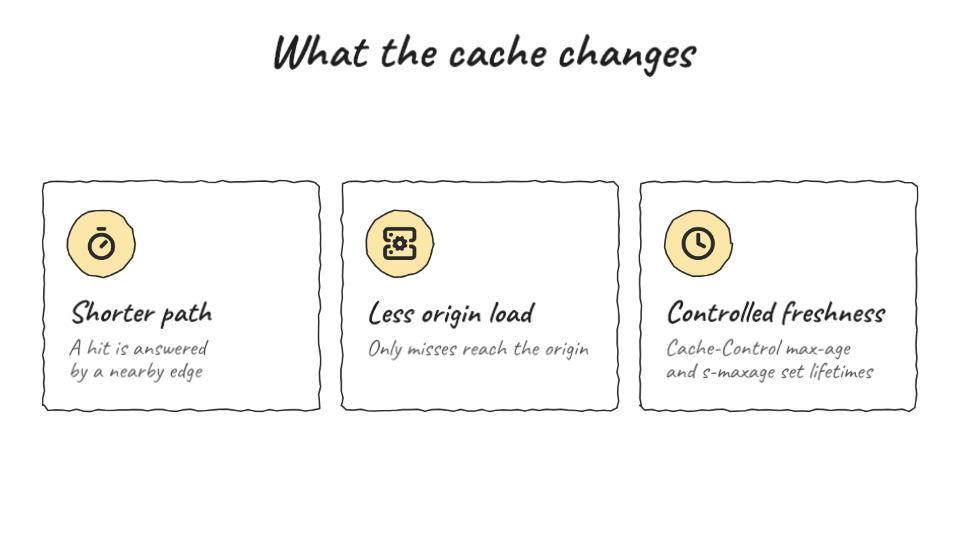 What the cache changes
Shorter path
A hit is answered
by a nearby edge
Less origin load
Only misses reach the origin
Controlled freshness
Cache-Control max-age
and s-maxage set lifetimes